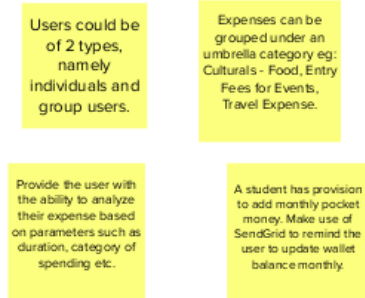 Users could be
of 2 types,
namely
individuals and
group users.
Expenses can be
grouped under an
umbrella category eg:
Culturals - Food, Entry
Fees for Events,
Travel Expense.
Provide the user with
the ability to analyze
their expense based
on parameters such as
duration, category of
spending etc.
A student has provision
to add monthly pocket
money. Make use of
SendGrid to remind the
user to update wallet
balance monthly.